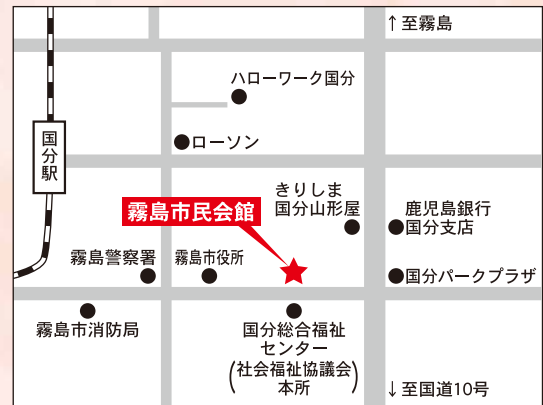 ↑至霧島
ハローワーク国分
国分駅
ローソン
きりしま
国分山形屋
霧島市民会館
鹿児島銀行
国分支店
霧島警察署
霧島市役所
国分パークプラザ
霧島市消防局
国分総合福祉
センター
(社会福祉協議会
本所)
↓至国道10号